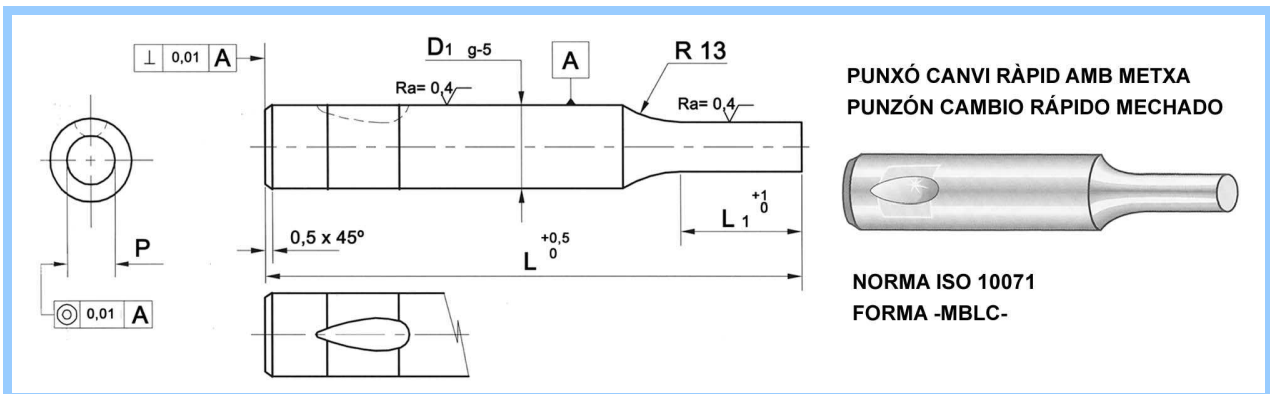 ⊥ 0,01 A
D1 g-5
A
R 13
Ra= 0,4
Ra= 0,4
PUNXÓ CANVI RÀPID AMB METXA
PUNZÓN CAMBIO RÁPIDO MECHADO
+1
L 1 0
0,5 x 45º
+0,5
L 0
P
◎ 0,01 A
NORMA ISO 10071
FORMA -MBLC-